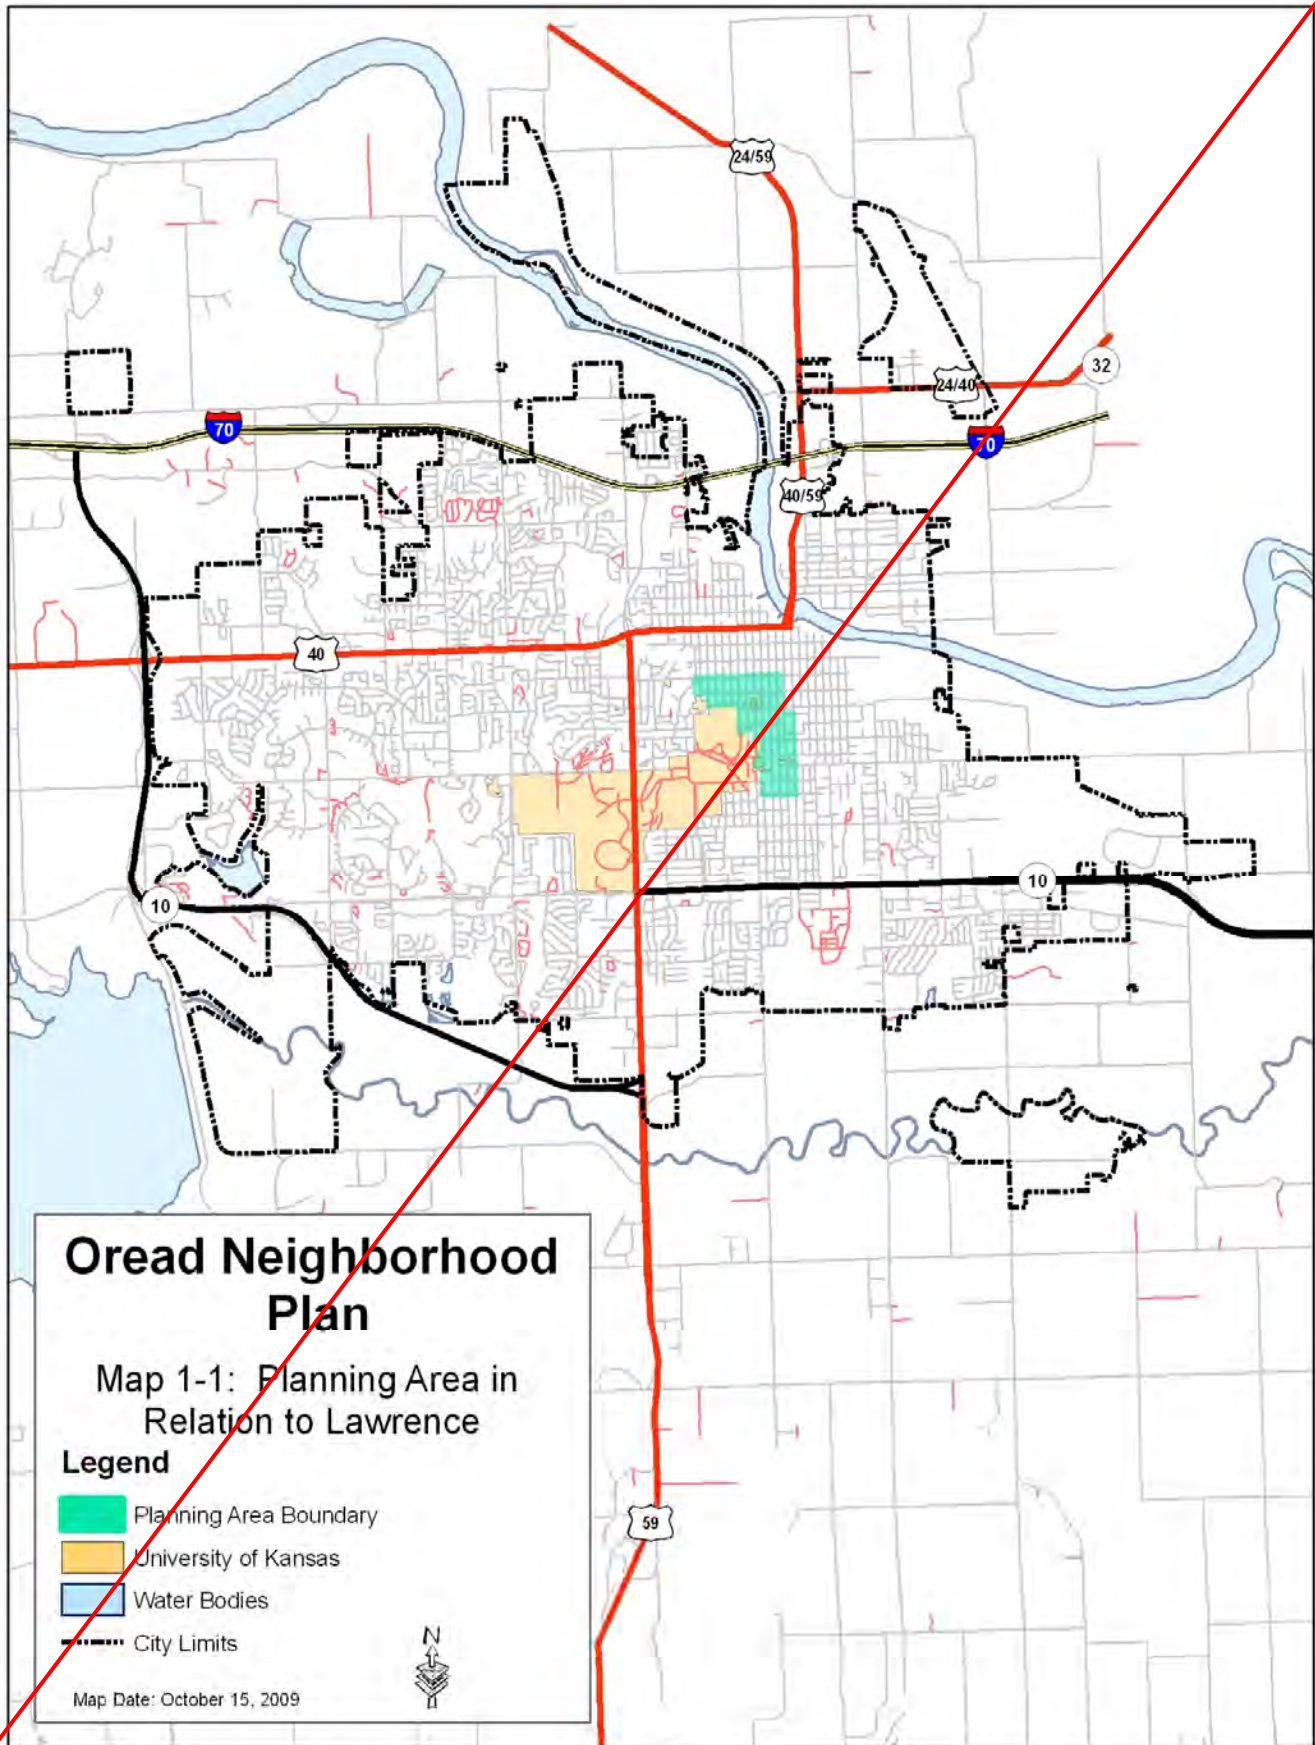 24/59
32
24/40
70
70
40/59
40
10
10
Oread Neighborhood
Plan
Map 1-1: Planning Area in
Relation to Lawrence
Legend
Planning Area Boundary
University of Kansas
Water Bodies
City Limits
N
Map Date: October 15, 2009
59